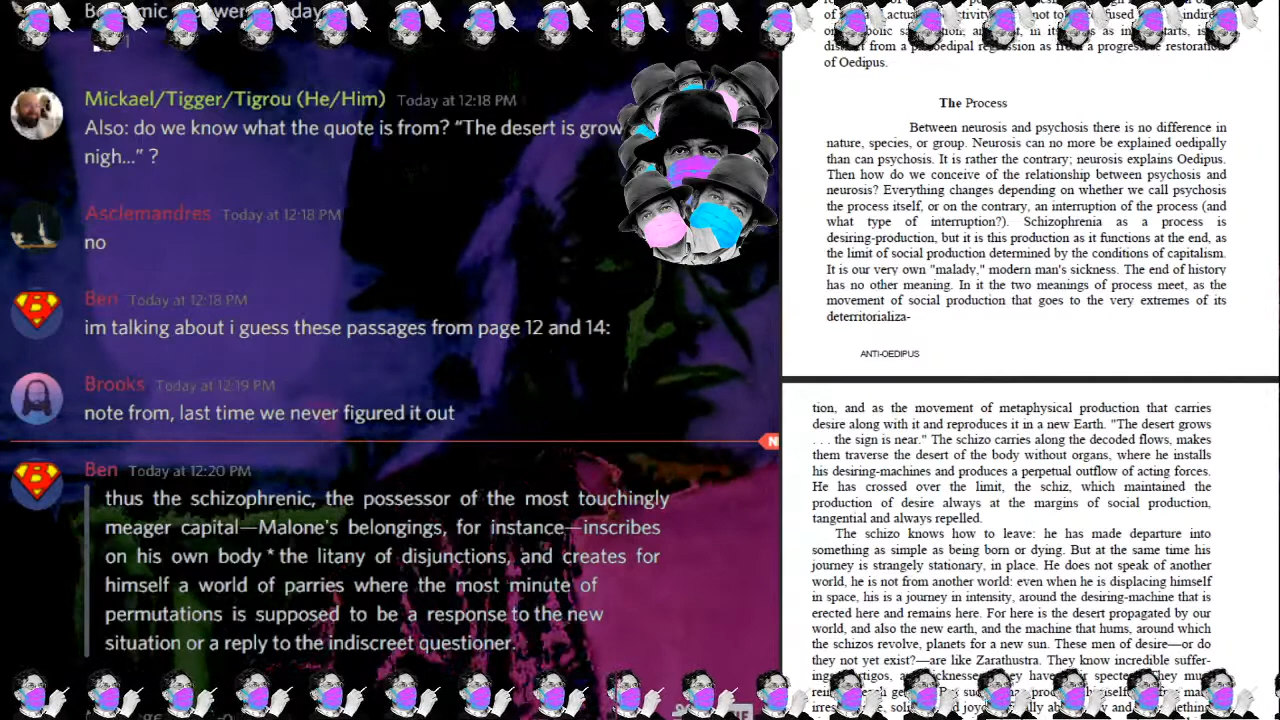 Mickael/Tigger/Tigrou (He/Him) Today at 12:18 PM
Also: do we know what the quote is from? "The desert is grow
nigh..." ?
Asclemandres Today at 12:18 PM
no
Ben Today at 12:18 PM
im talking about i guess these passages from page 12 and 14:
Brooks Today at 12:19 PM
note from, last time we never figured it out
N
Ben Today at 12:20 PM
thus the schizophrenic, the possessor of the most touchingly
meager capital—Malone's belongings, for instance—inscribes
on his own body * the litany of disjunctions, and creates for
himself a world of parries where the most minute of
permutations is supposed to be a response to the new
situation or a reply to the indiscreet questioner.
of Oedipus.
The Process
Between neurosis and psychosis there is no difference in
nature, species, or group. Neurosis can no more be explained oedipally
than can psychosis. It is rather the contrary; neurosis explains Oedipus.
Then how do we conceive of the relationship between psychosis and
neurosis? Everything changes depending on whether we call psychosis
the process itself, or on the contrary, an interruption of the process (and
what type of interruption?). Schizophrenia as a process is
desiring-production, but it is this production as it functions at the end, as
the limit of social production determined by the conditions of capitalism.
It is our very own "malady," modern man's sickness. The end of history
has no other meaning. In it the two meanings of process meet, as the
movement of social production that goes to the very extremes of its
deterritorializa-
ANTI-OEDIPUS
tion, and as the movement of metaphysical production that carries
desire along with it and reproduces it in a new Earth. "The desert grows
. . . the sign is near." The schizo carries along the decoded flows, makes
them traverse the desert of the body without organs, where he installs
his desiring-machines and produces a perpetual outflow of acting forces.
He has crossed over the limit, the schiz, which maintained the
production of desire always at the margins of social production,
tangential and always repelled.
The schizo knows how to leave: he has made departure into
something as simple as being born or dying. But at the same time his
journey is strangely stationary, in place. He does not speak of another
world, he is not from another world: even when he is displacing himself
in space, his is a journey in intensity, around the desiring-machine that is
erected here and remains here. For here is the desert propagated by our
world, and also the new earth, and the machine that hums, around which
the schizos revolve, planets for a new sun. These men of desire—or do
they not yet exist?—are like Zarathustra. They know incredible suffer-